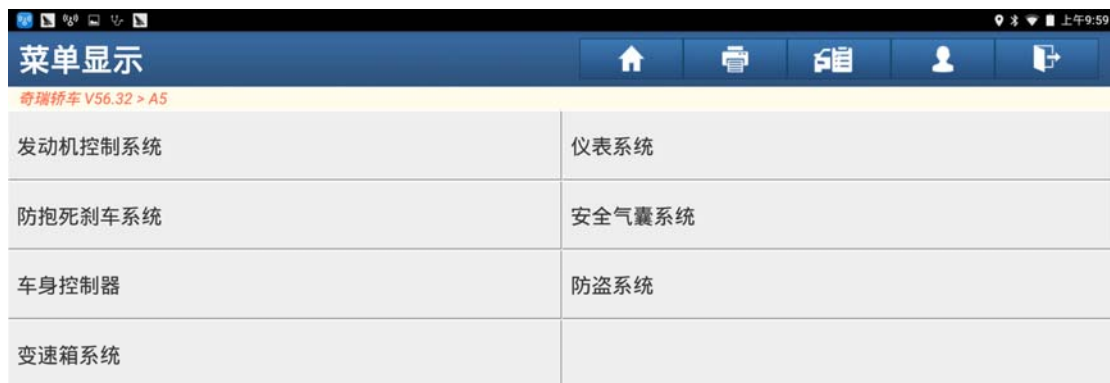 上午9:59
菜单显示
奇瑞轿车 V56.32 > A5
发动机控制系统
仪表系统
防抱死刹车系统
安全气囊系统
车身控制器
防盗系统
变速箱系统